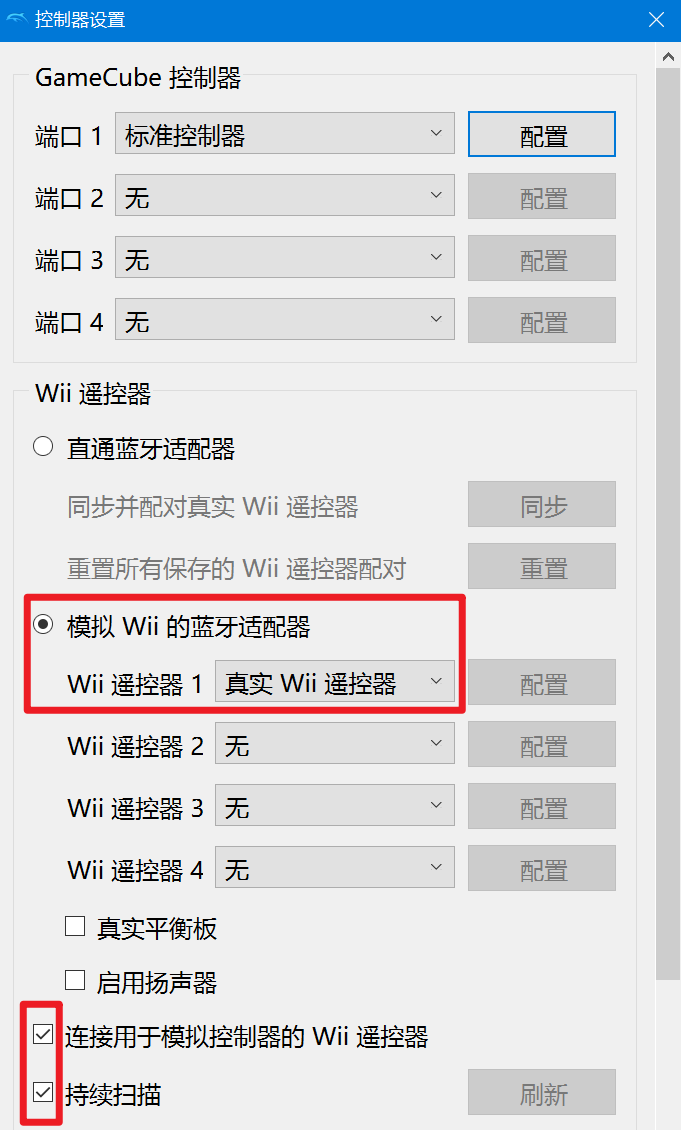 控制器设置
GameCube 控制器
端口 1 标准控制器 配置
端口 2 无 配置
端口 3 无 配置
端口 4 无 配置
Wii 遥控器
直通蓝牙适配器
同步并配对真实 Wii 遥控器 同步
重置所有保存的 Wii 遥控器配对 重置
模拟 Wii 的蓝牙适配器
Wii 遥控器 1 真实 Wii 遥控器 配置
Wii 遥控器 2 无 配置
Wii 遥控器 3 无 配置
Wii 遥控器 4 无 配置
真实平衡板
启用扬声器
连接用于模拟控制器的 Wii 遥控器
持续扫描 刷新